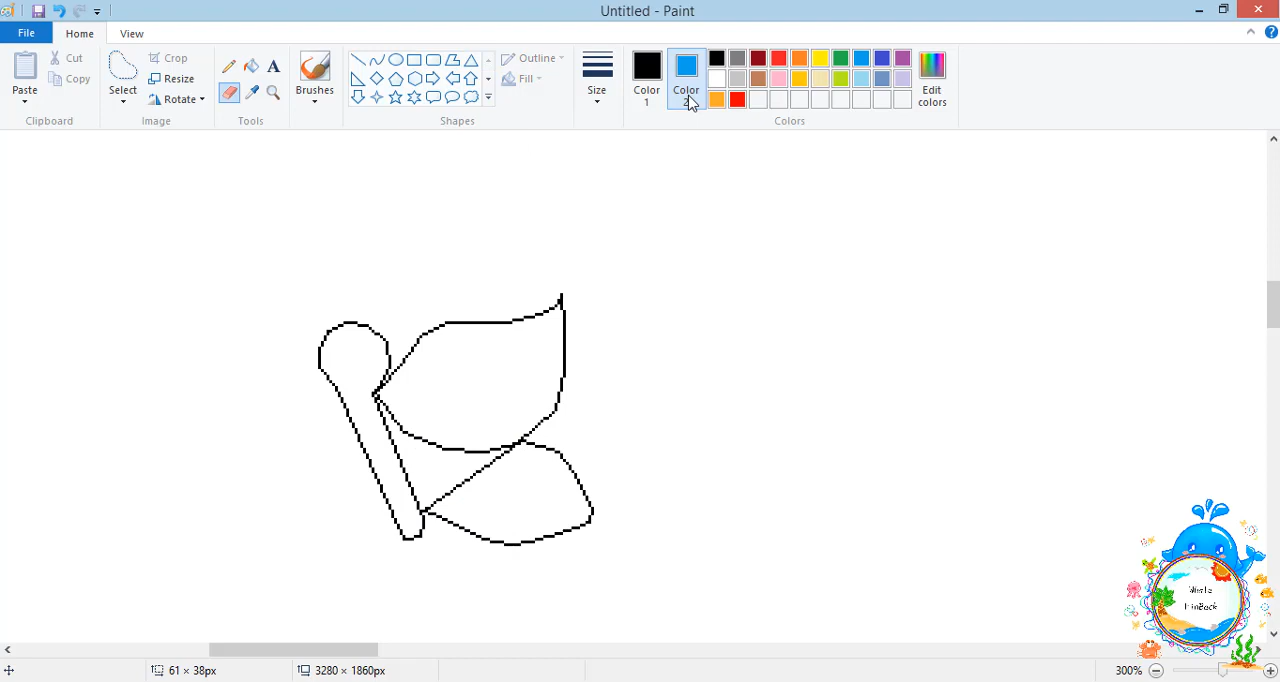 Untitled - Paint
File
Home
View
Paste
Cut
Copy
Clipboard
Select
Crop
Resize
Rotate
Image
Tools
Brushes
Outline
Fill
Shapes
Size
Color
1
Color
2
Edit
colors
Colors
61 × 38px
3280 × 1860px
300%